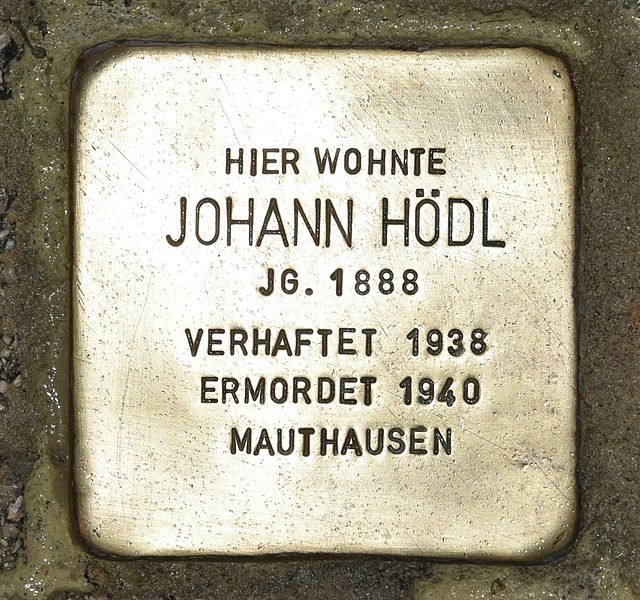 HIER WOHNTE
JOHANN HÖDL
JG. 1888
VERHAFTET 1938
ERMORDET 1940
MAUTHAUSEN